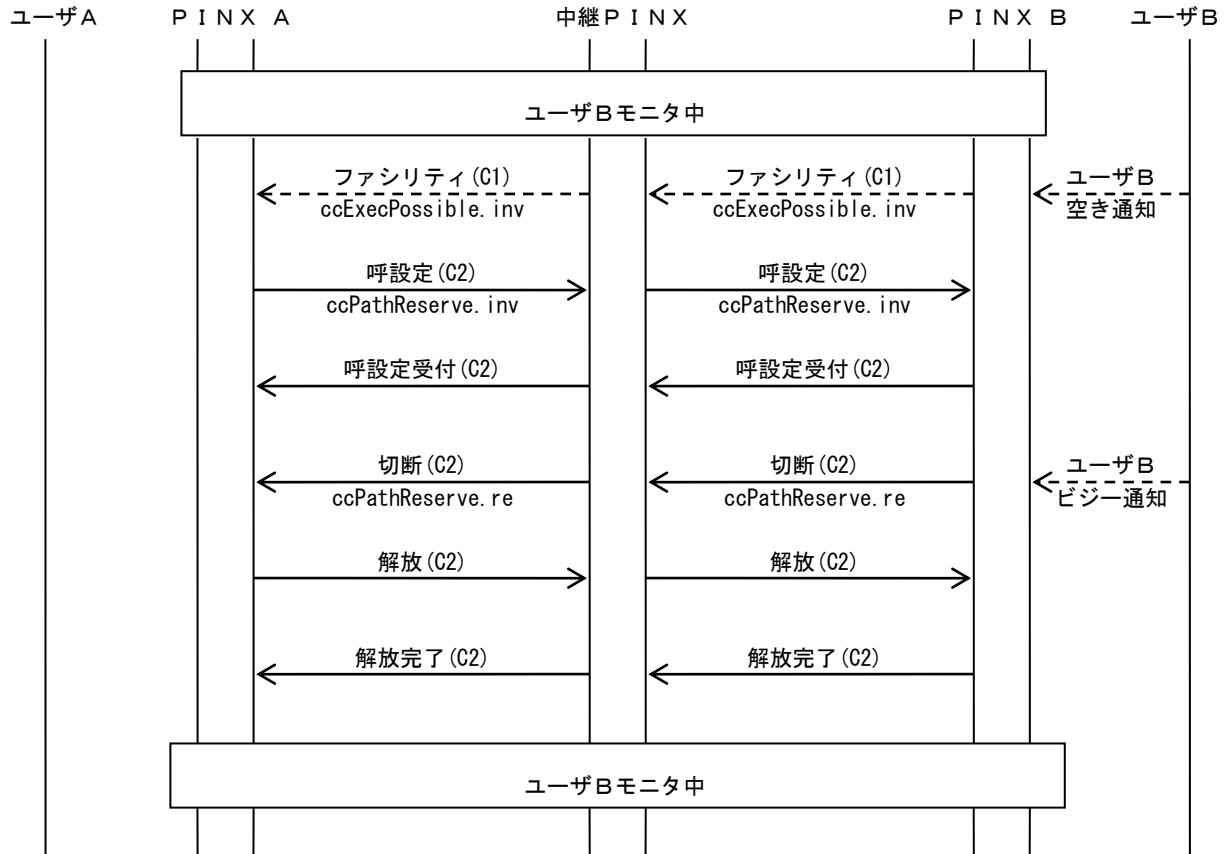 ユーザA　ＰＩＮＸ A　中継ＰＩＮＸ　ＰＩＮＸ B　ユーザB
ユーザBモニタ中
ファシリティ(C1)　ファシリティ(C1)　ユーザB
ccExecPossible.inv　ccExecPossible.inv　空き通知
呼設定(C2)　呼設定(C2)
ccPathReserve.inv　ccPathReserve.inv
呼設定受付(C2)　呼設定受付(C2)
切断(C2)　切断(C2)　ユーザB
ccPathReserve.re　ccPathReserve.re　ビジー通知
解放(C2)　解放(C2)
解放完了(C2)　解放完了(C2)
ユーザBモニタ中